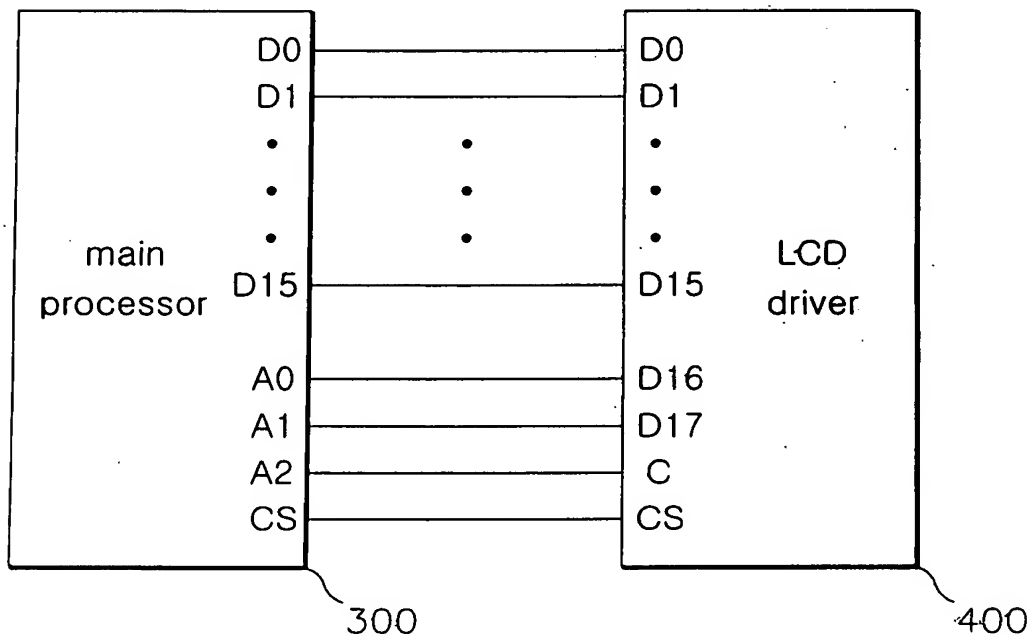 D0 D0
D1 D1
main LCD
processor D15 D15 driver
A0 D16
A1 D17
A2 C
CS CS
300 400